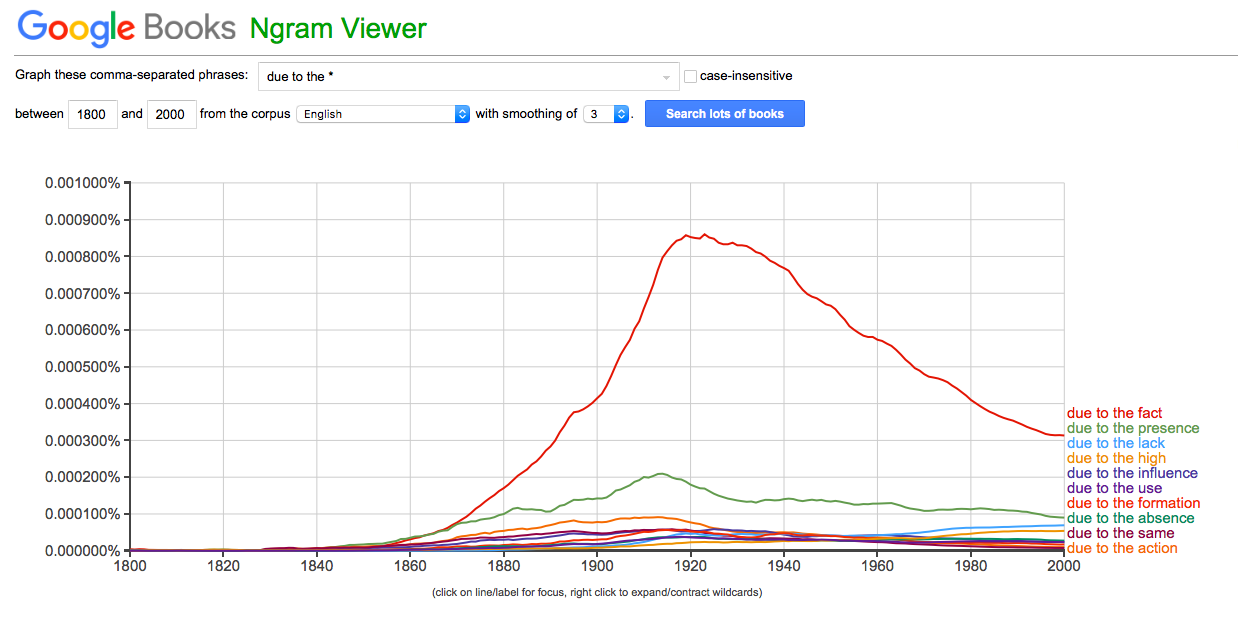 Google Books Ngram Viewer
Graph these comma-separated phrases: due to the * case-insensitive
between 1800 and 2000 from the corpus English with smoothing of 3 . Search lots of books
0.001000%
0.000900%
0.000800%
0.000700%
0.000600%
0.000500%
0.000400%
0.000300%
0.000200%
0.000100%
0.000000%
due to the fact
due to the presence
due to the lack
due to the high
due to the influence
due to the use
due to the formation
due to the absence
due to the same
due to the action
1800 1820 1840 1860 1880 1900 1920 1940 1960 1980 2000
(click on line/label for focus, right click to expand/contract wildcards)